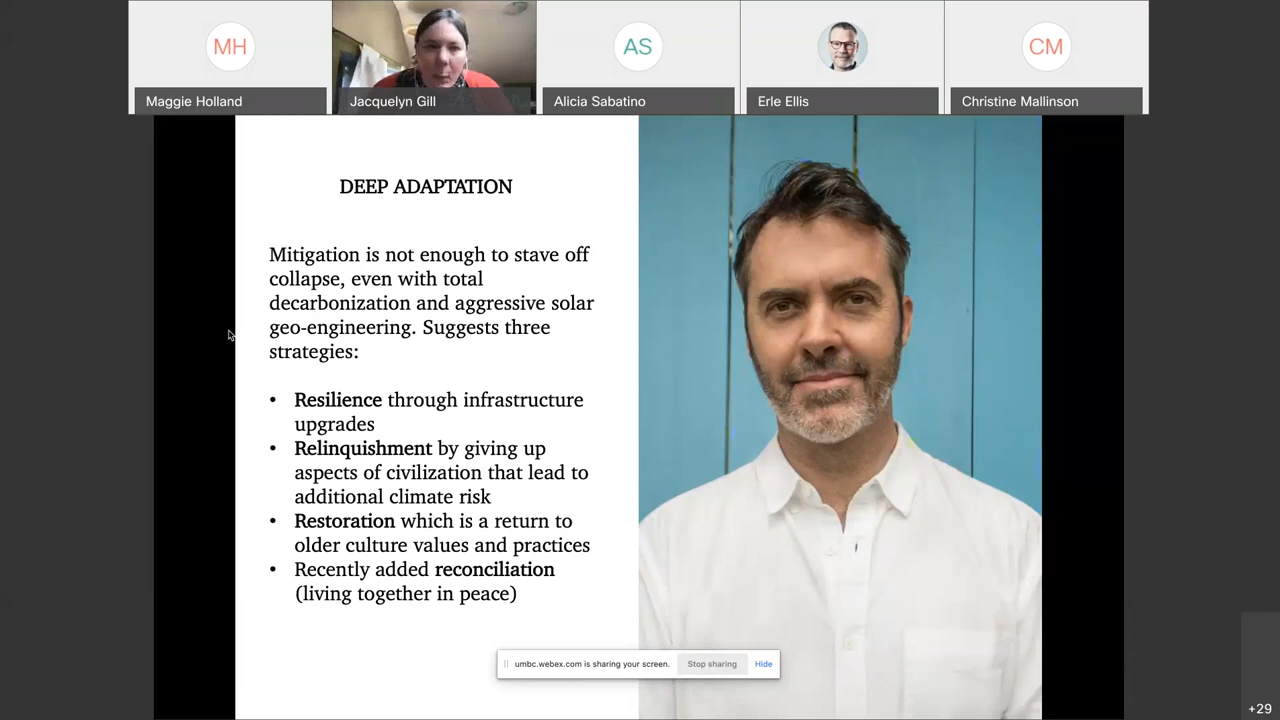 MH
AS
CM
Maggie Holland
Jacquelyn Gill
Alicia Sabatino
Erle Ellis
Christine Mallinson
DEEP ADAPTATION
Mitigation is not enough to stave off
collapse, even with total
decarbonization and aggressive solar
geo-engineering. Suggests three
strategies:
• Resilience through infrastructure
upgrades
• Relinquishment by giving up
aspects of civilization that lead to
additional climate risk
• Restoration which is a return to
older culture values and practices
• Recently added reconciliation
(living together in peace)
umbc.webex.com is sharing your screen.
Stop sharing
Hide
+29